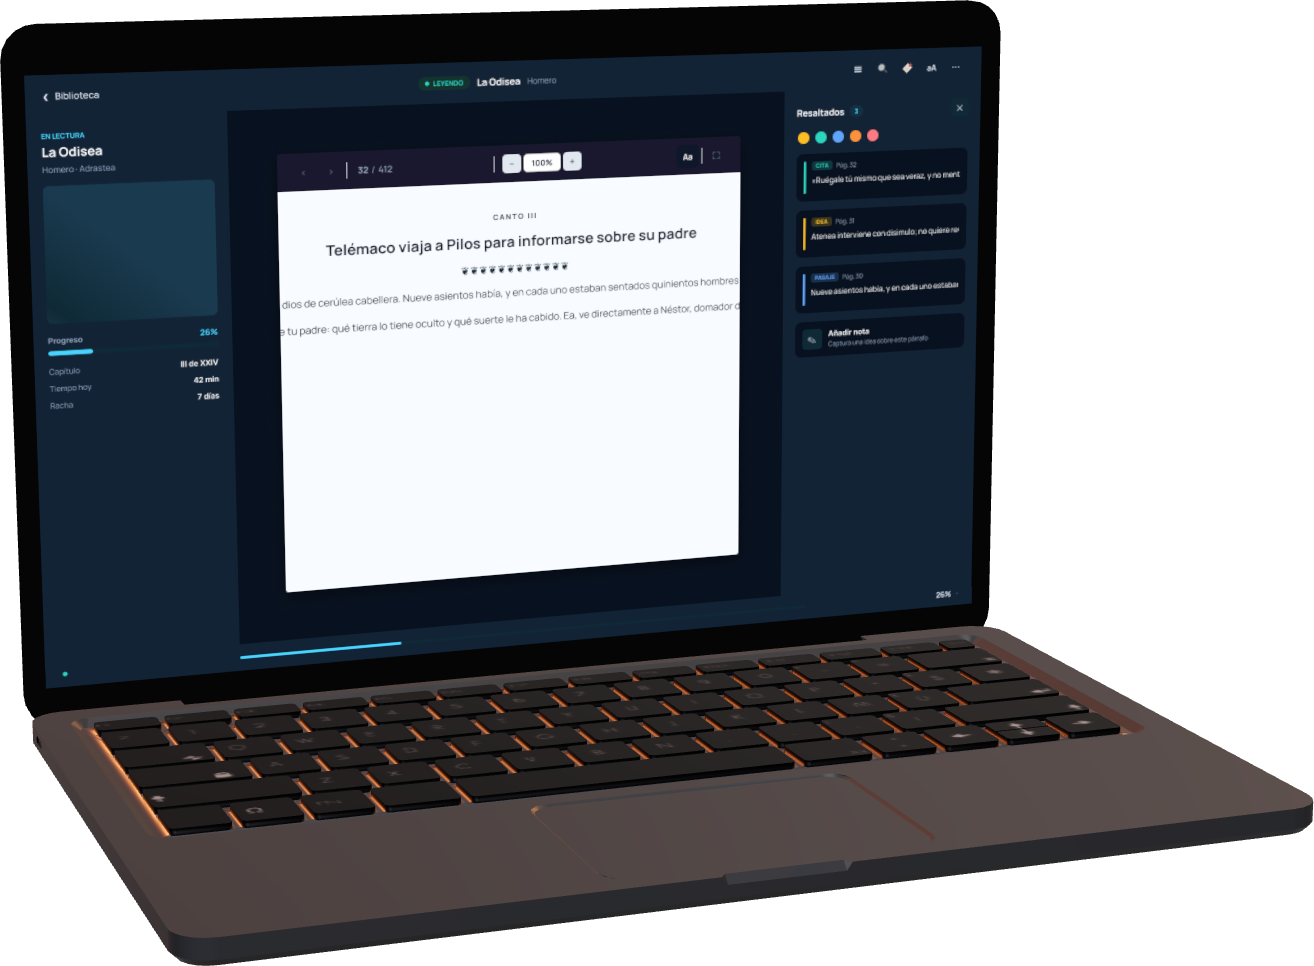 Biblioteca
LEYENDO La Odisea Homero
aA
EN LECTURA
La Odisea
Homero · Adrastea
Progreso 26%
Capítulo III de XXIV
Tiempo hoy 42 min
Racha 7 días
32 / 412
− 100% +
Aa
CANTO III
Telémaco viaja a Pilos para informarse sobre su padre
dios de cerúlea cabellera. Nueve asientos había, y en cada uno estaban sentados quinientos hombres
e tu padre: qué tierra lo tiene oculto y qué suerte le ha cabido. Ea, ve directamente a Néstor, domador d
Resaltados 3
CITA Pág. 32
«Ruégale tú mismo que sea veraz, y no ment
IDEA Pág. 31
Atenea interviene con disimulo; no quiere re
PASAJE Pág. 30
Nueve asientos había, y en cada uno estaba
Añadir nota
Captura una idea sobre este párrafo
26%